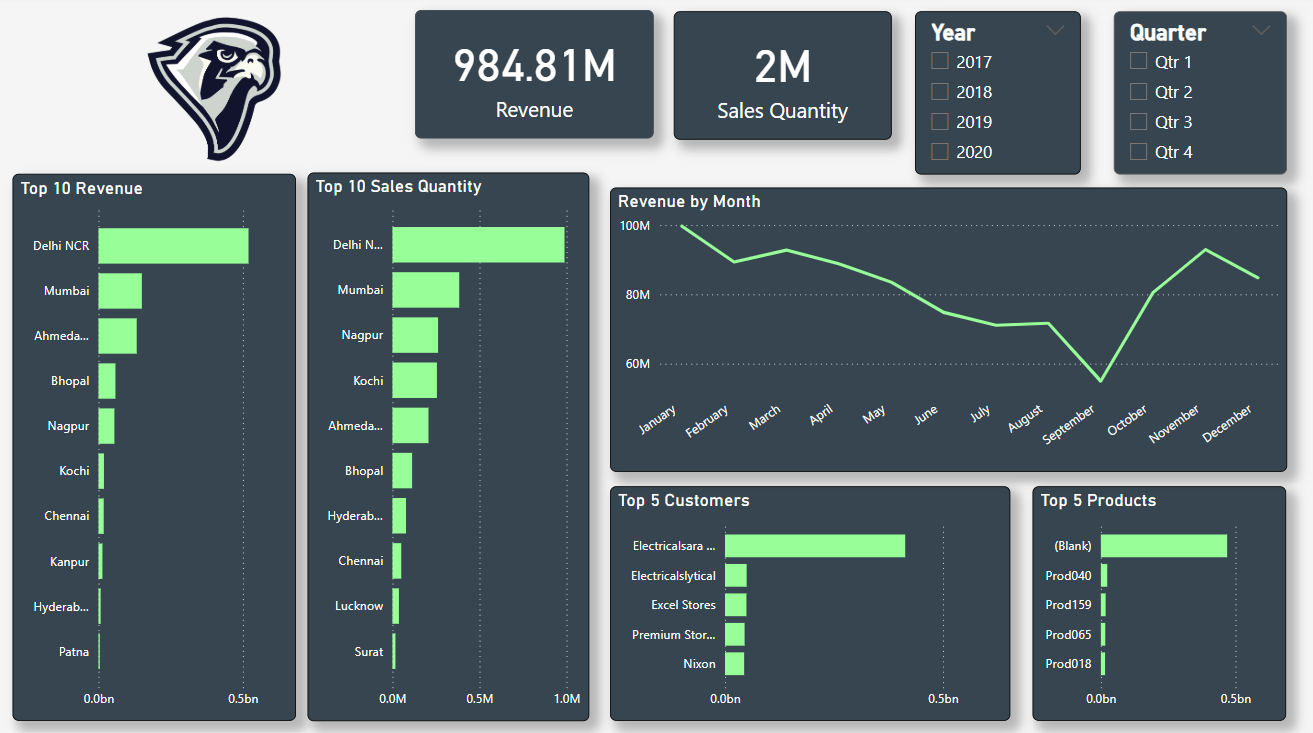 984.81M
Revenue
2M
Sales Quantity
Year
2017
2018
2019
2020
Quarter
Qtr 1
Qtr 2
Qtr 3
Qtr 4
Top 10 Revenue
Delhi NCR
Mumbai
Ahmeda...
Bhopal
Nagpur
Kochi
Chennai
Kanpur
Hyderab...
Patna
0.0bn 0.5bn
Top 10 Sales Quantity
Delhi N...
Mumbai
Nagpur
Kochi
Ahmeda...
Bhopal
Hyderab...
Chennai
Lucknow
Surat
0.0M 0.5M 1.0M
Revenue by Month
100M
80M
60M
January February March April May June July August September October November December
Top 5 Customers
Electricalsara ...
Electricalslytical
Excel Stores
Premium Stor...
Nixon
0.0bn 0.5bn
Top 5 Products
(Blank)
Prod040
Prod159
Prod065
Prod018
0.0bn 0.5bn